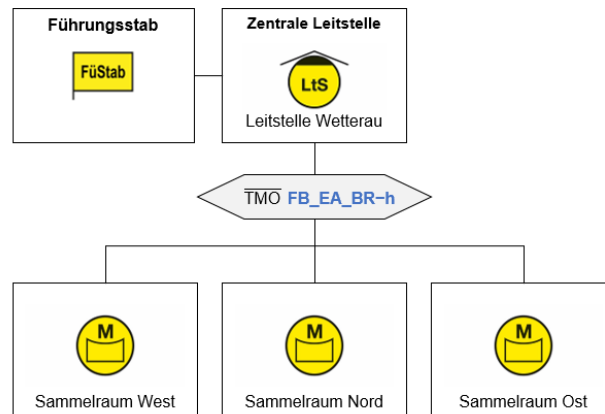 Führungsstab
FüStab
Zentrale Leitstelle
LtS
Leitstelle Wetterau
TMO FB_EA_BR-h
M
Sammelraum West
M
Sammelraum Nord
M
Sammelraum Ost